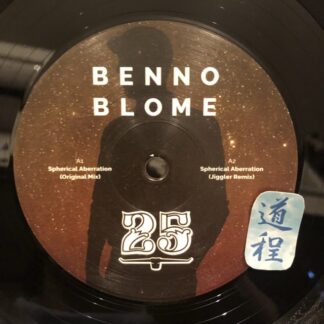 BENNO
BLOME
A1
Spherical Aberration
(Original Mix)
A2
Spherical Aberration
(Jiggler Remix)
25
道程